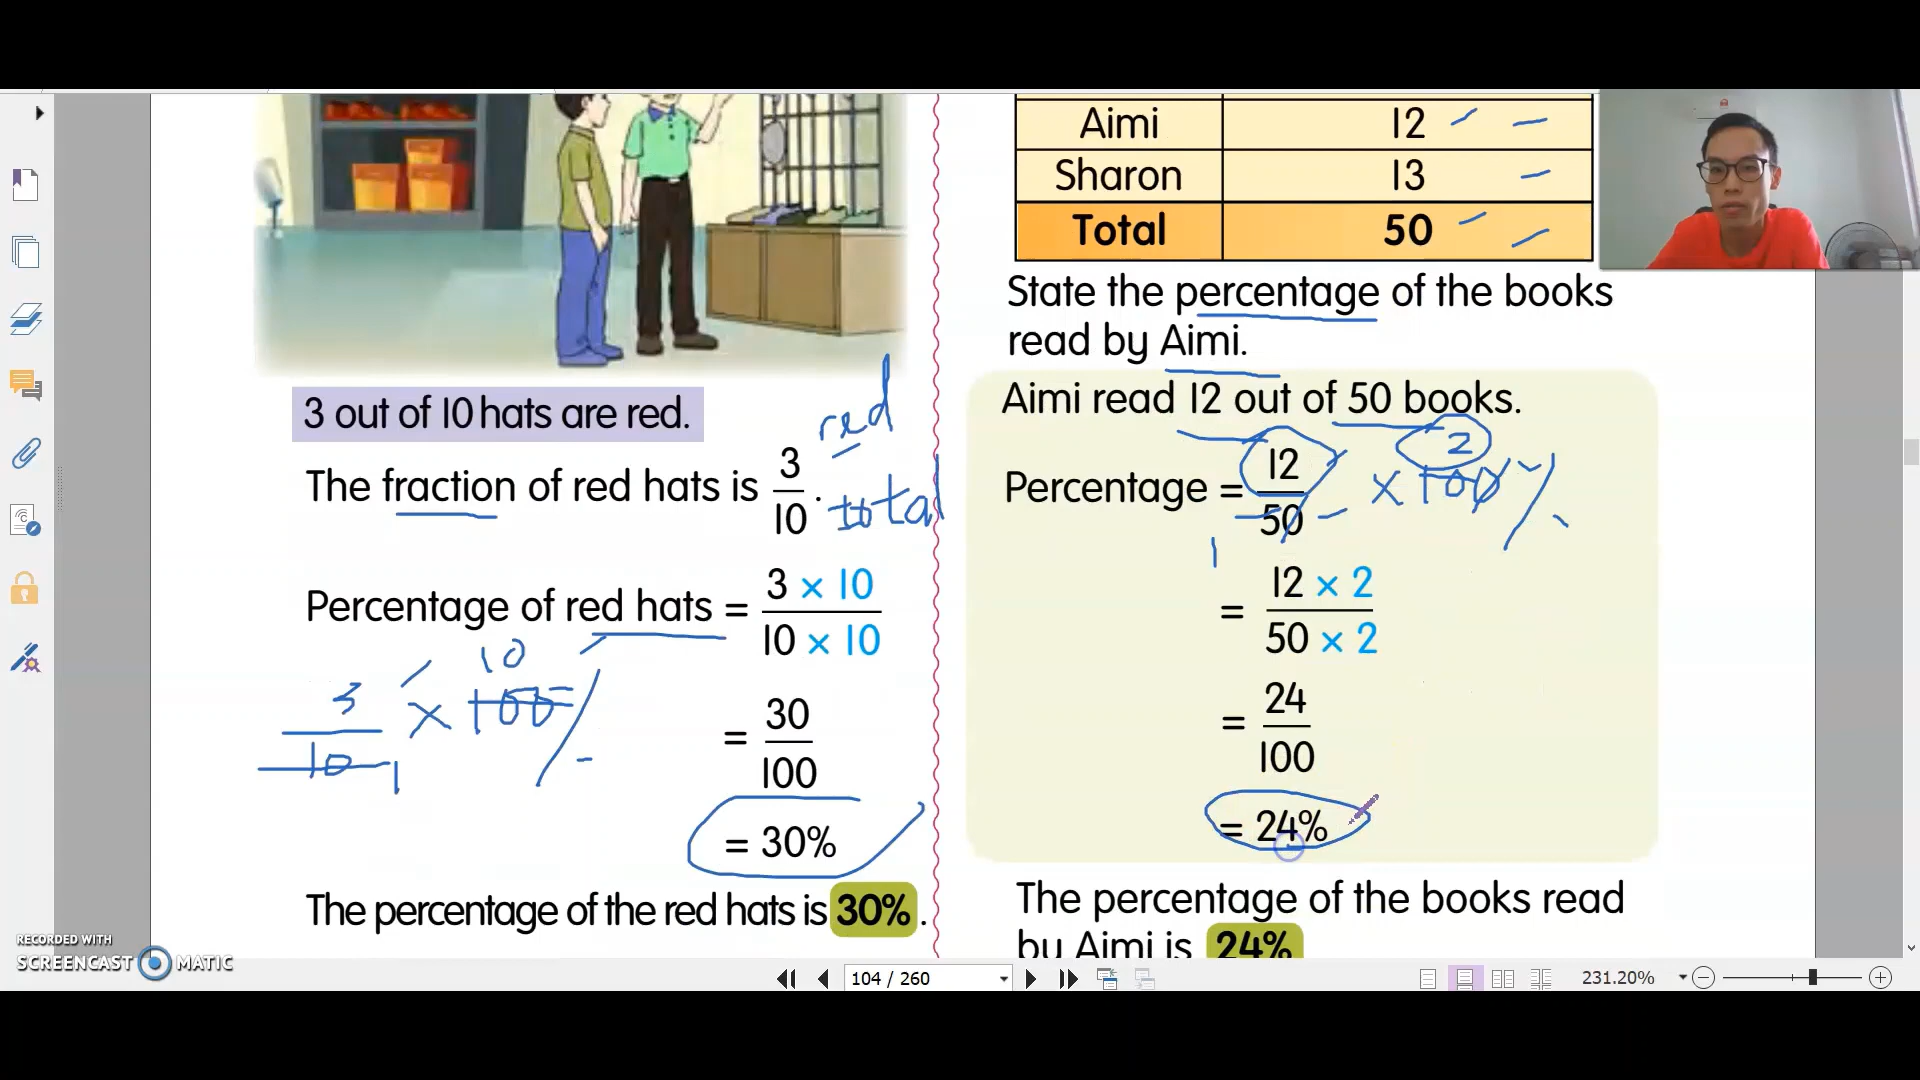 Aimi 12
Sharon 13
Total 50
State the percentage of the books
read by Aimi.
3 out of 10 hats are red.
red
The fraction of red hats is 3/10.
total
Percentage of red hats = 3 × 10 / 10 × 10
10
3/10 × 100%
1
= 30/100
= 30%
The percentage of the red hats is 30%.
Aimi read 12 out of 50 books.
2
Percentage = 12/50 × 100%
1
= 12 × 2 / 50 × 2
= 24/100
= 24%
The percentage of the books read
by Aimi is 24%
RECORDED WITH
SCREENCAST MATIC
104 / 260
231.20%